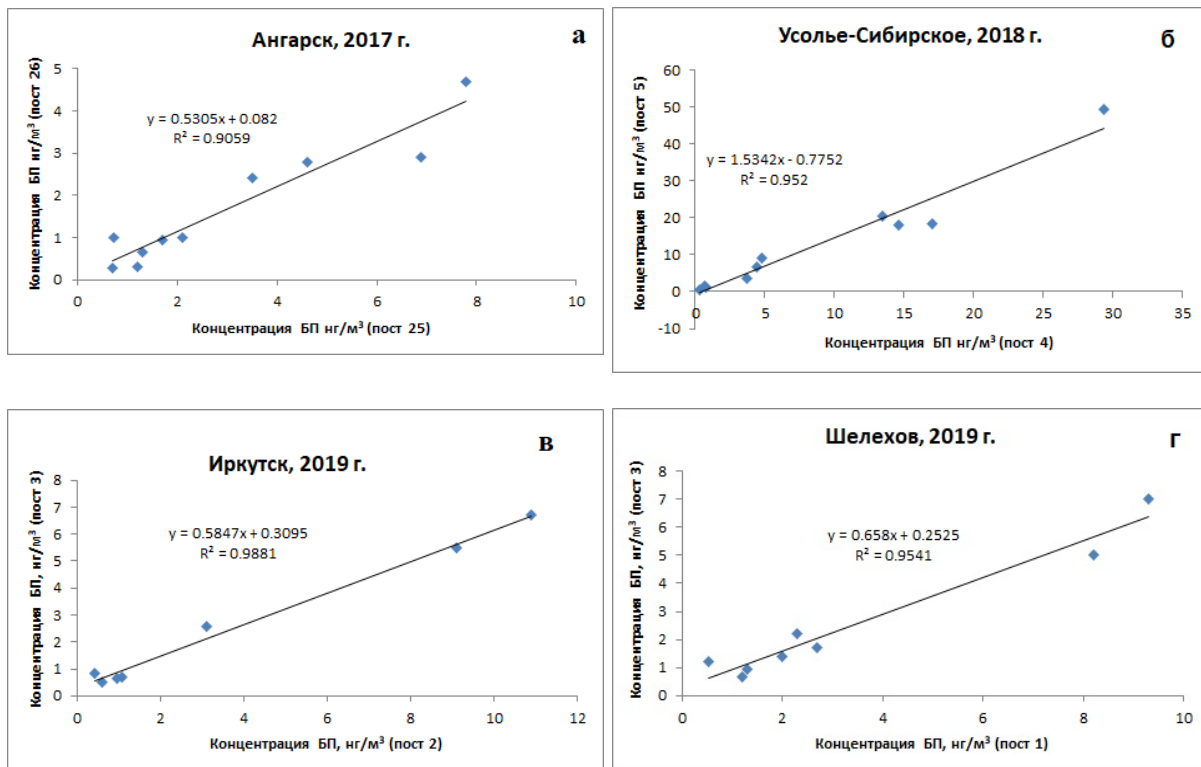 Ангарск, 2017 г.
а
Концентрация БП нг/м³ (пост 26)
5
4
3
2
1
0
y = 0.5305x + 0.082
R² = 0.9059
0 2 4 6 8 10
Концентрация БП нг/м³ (пост 25)
Усолье-Сибирское, 2018 г.
б
Концентрация БП нг/м³ (пост 5)
60
50
40
30
20
10
0
-10
y = 1.5342x - 0.7752
R² = 0.952
0 5 10 15 20 25 30 35
Концентрация БП нг/м³ (пост 4)
Иркутск, 2019 г.
в
Концентрация БП, нг/м³ (пост 3)
8
7
6
5
4
3
2
1
0
y = 0.5847x + 0.3095
R² = 0.9881
0 2 4 6 8 10 12
Концентрация БП, нг/м³ (пост 2)
Шелехов, 2019 г.
г
Концентрация БП, нг/м³ (пост 3)
8
7
6
5
4
3
2
1
0
y = 0.658x + 0.2525
R² = 0.9541
0 2 4 6 8 10
Концентрация БП, нг/м³ (пост 1)